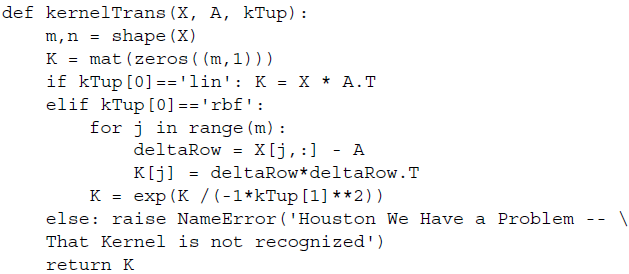 def kernelTrans(X, A, kTup):
    m,n = shape(X)
    K = mat(zeros((m,1)))
    if kTup[0]=='lin': K = X * A.T
    elif kTup[0]=='rbf':
        for j in range(m):
            deltaRow = X[j,:] - A
            K[j] = deltaRow*deltaRow.T
        K = exp(K /(-1*kTup[1]**2))
    else: raise NameError('Houston We Have a Problem -- \
    That Kernel is not recognized')
    return K